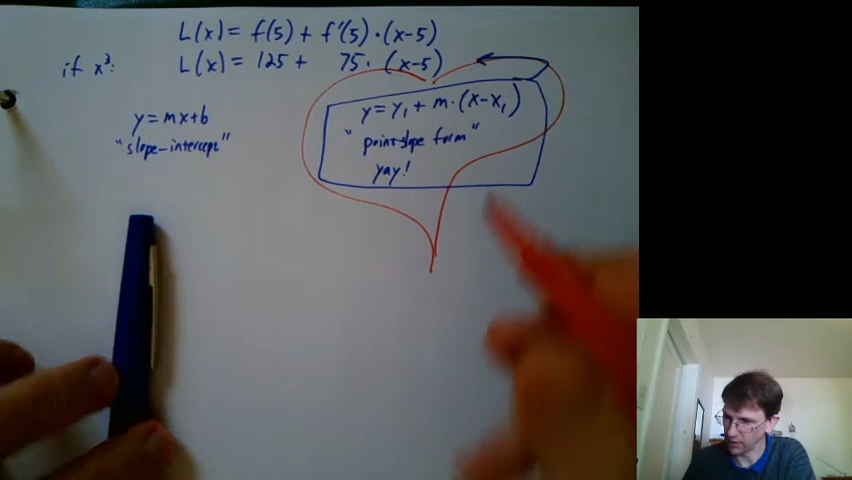 L(x) = f(5) + f'(5)·(x-5)
if x³: L(x) = 125 + 75·(x-5)
y = mx+b
"slope-intercept"
y = y₁ + m·(x-x₁)
"point-slope form"
yay!